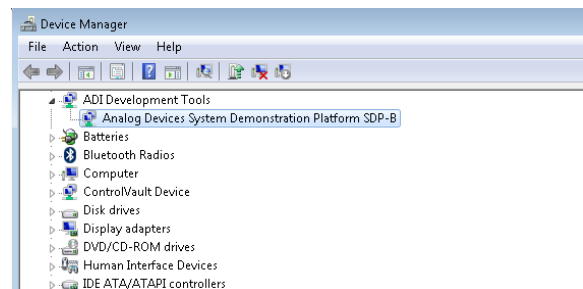 Device Manager
File Action View Help
ADI Development Tools
Analog Devices System Demonstration Platform SDP-B
Batteries
Bluetooth Radios
Computer
ControlVault Device
Disk drives
Display adapters
DVD/CD-ROM drives
Human Interface Devices
IDE ATA/ATAPI controllers